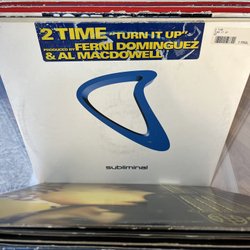 2 TIME "TURN IT UP"
PRODUCED BY FERNI DOMINGUEZ
& AL MACDOWELL
subliminal